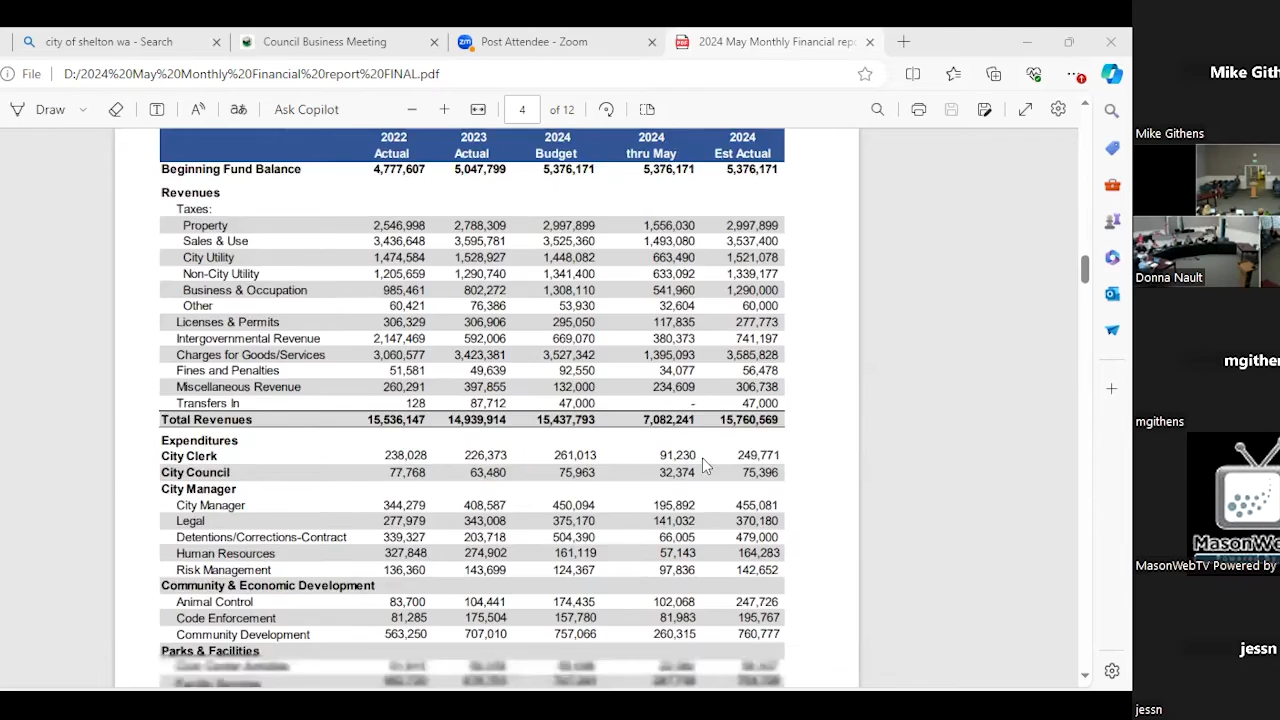 city of shelton wa - Search
Council Business Meeting
Post Attendee - Zoom
2024 May Monthly Financial repo
File D:/2024%20May%20Monthly%20Financial%20report%20FINAL.pdf
Draw
Ask Copilot
4 of 12
2022 2023 2024 2024 2024
Actual Actual Budget thru May Est Actual
Beginning Fund Balance 4,777,607 5,047,799 5,376,171 5,376,171 5,376,171
Revenues
Taxes:
Property 2,546,998 2,788,309 2,997,899 1,556,030 2,997,899
Sales & Use 3,436,648 3,595,781 3,525,360 1,493,080 3,537,400
City Utility 1,474,584 1,528,927 1,448,082 663,490 1,521,078
Non-City Utility 1,205,659 1,290,740 1,341,400 633,092 1,339,177
Business & Occupation 985,461 802,272 1,308,110 541,960 1,290,000
Other 60,421 76,386 53,930 32,604 60,000
Licenses & Permits 306,329 306,906 295,050 117,835 277,773
Intergovernmental Revenue 2,147,469 592,006 669,070 380,373 741,197
Charges for Goods/Services 3,060,577 3,423,381 3,527,342 1,395,093 3,585,828
Fines and Penalties 51,581 49,639 92,550 34,077 56,478
Miscellaneous Revenue 260,291 397,855 132,000 234,609 306,738
Transfers In 128 87,712 47,000 - 47,000
Total Revenues 15,536,147 14,939,914 15,437,793 7,082,241 15,760,569
Expenditures
City Clerk 238,028 226,373 261,013 91,230 249,771
City Council 77,768 63,480 75,963 32,374 75,396
City Manager
City Manager 344,279 408,587 450,094 195,892 455,081
Legal 277,979 343,008 375,170 141,032 370,180
Detentions/Corrections-Contract 339,327 203,718 504,390 66,005 479,000
Human Resources 327,848 274,902 161,119 57,143 164,283
Risk Management 136,360 143,699 124,367 97,836 142,652
Community & Economic Development
Animal Control 83,700 104,441 174,435 102,068 247,726
Code Enforcement 81,285 175,504 157,780 81,983 195,767
Community Development 563,250 707,010 757,066 260,315 760,777
Parks & Facilities
Mike Gith
Mike Githens
Donna Nault
mgither
mgithens
MasonWe
MasonWebTV Powered by
jessn
jessn